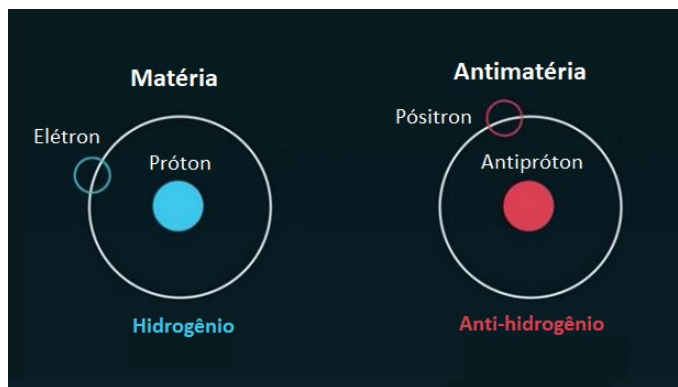 Matéria
Elétron
Próton
Hidrogênio
Antimatéria
Pósitron
Antipróton
Anti-hidrogênio